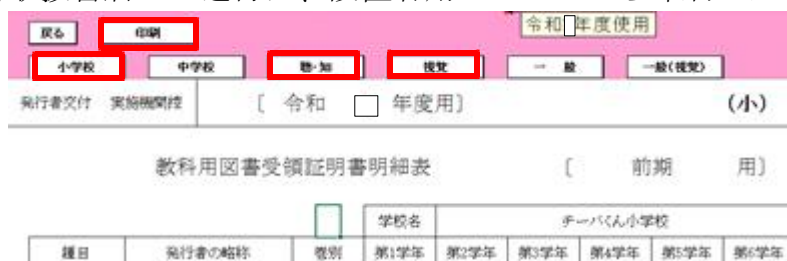 戻る 印刷 令和 年度使用
小学校 中学校 聴・知 視覚 一 般 一般(視覚)
発行者交付 実施機関控 〔 令和 年度用〕 (小)
教科用図書受領証明書明細表 〔 前期 用〕
学校名 チーバくん小学校
種目 発行者の略称 巻別 第1学年 第2学年 第3学年 第4学年 第5学年 第6学年